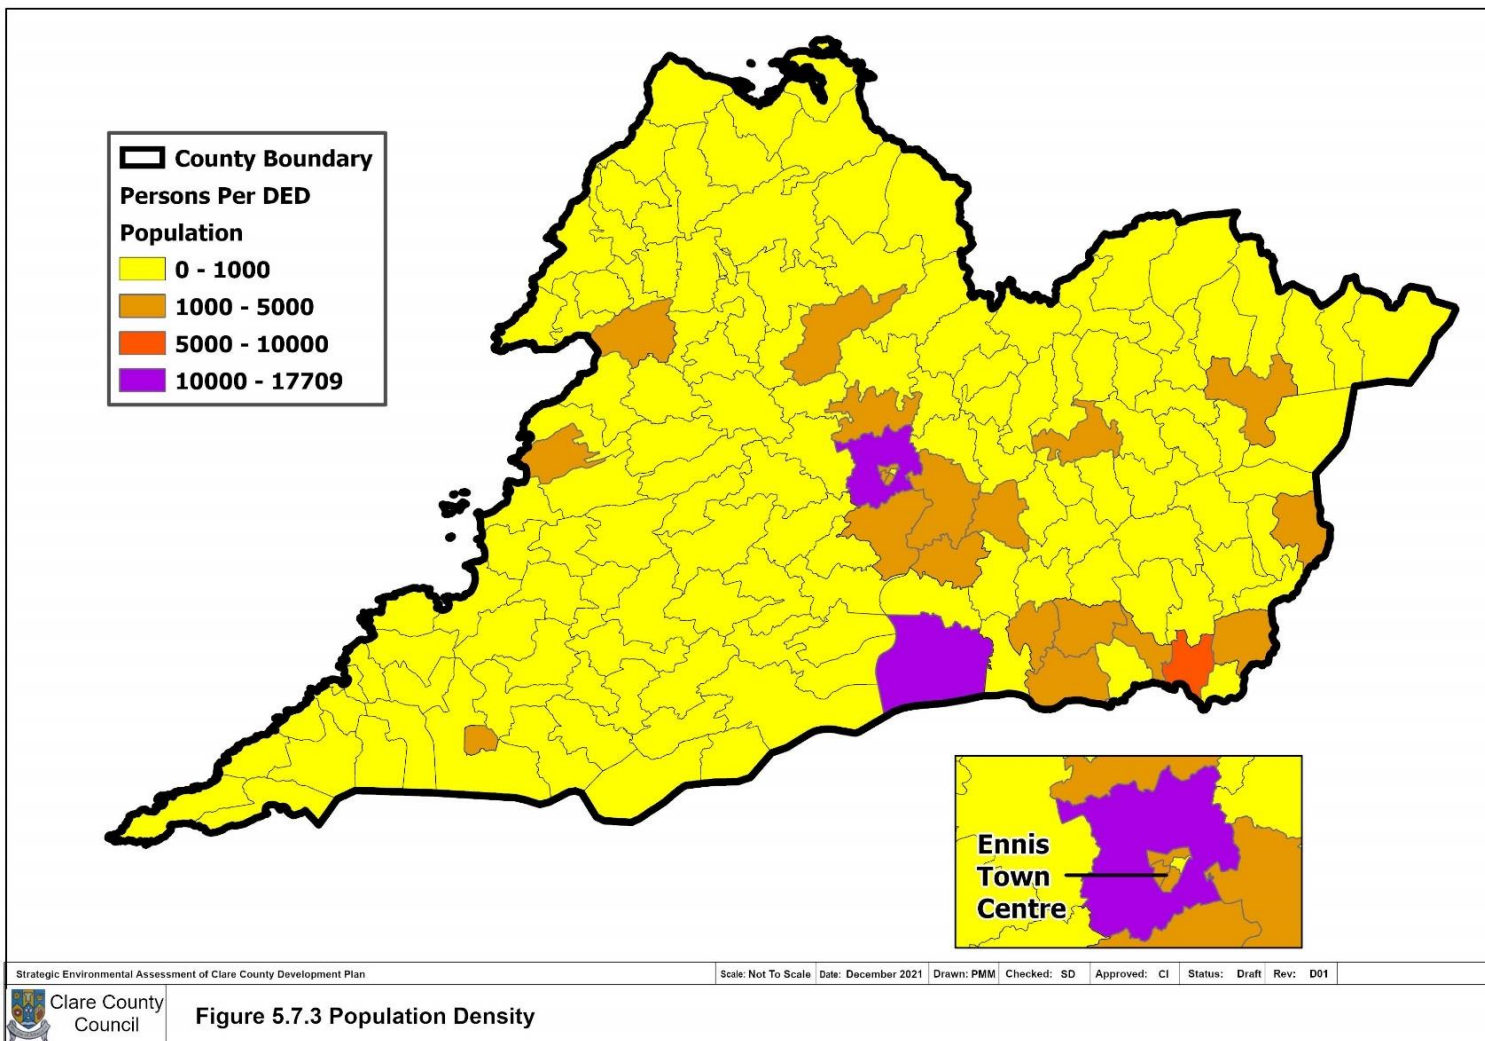 County Boundary
Persons Per DED
Population
0 - 1000
1000 - 5000
5000 - 10000
10000 - 17709
Ennis
Town
Centre
Strategic Environmental Assessment of Clare County Development Plan
Scale: Not To Scale Date: December 2021 Drawn: PMM Checked: SD Approved: CI Status: Draft Rev: D01
Clare County
Council
Figure 5.7.3 Population Density